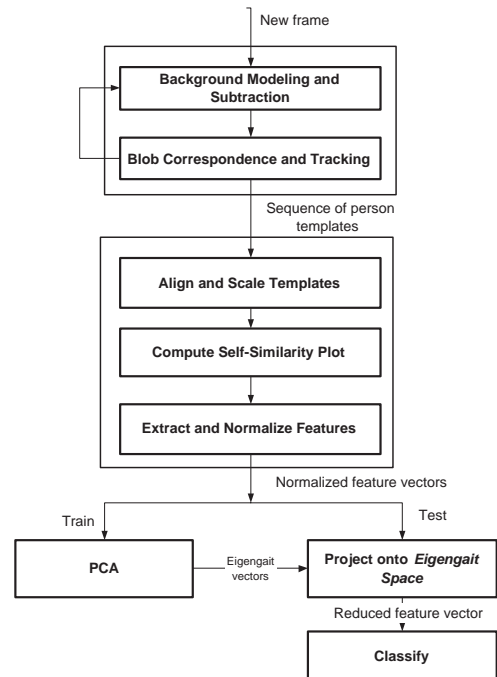 New frame
Background Modeling and
Subtraction
Blob Correspondence and Tracking
Sequence of person
templates
Align and Scale Templates
Compute Self-Similarity Plot
Extract and Normalize Features
Normalized feature vectors
Train
Test
PCA
Eigengait
vectors
Project onto Eigengait
Space
Reduced feature vector
Classify